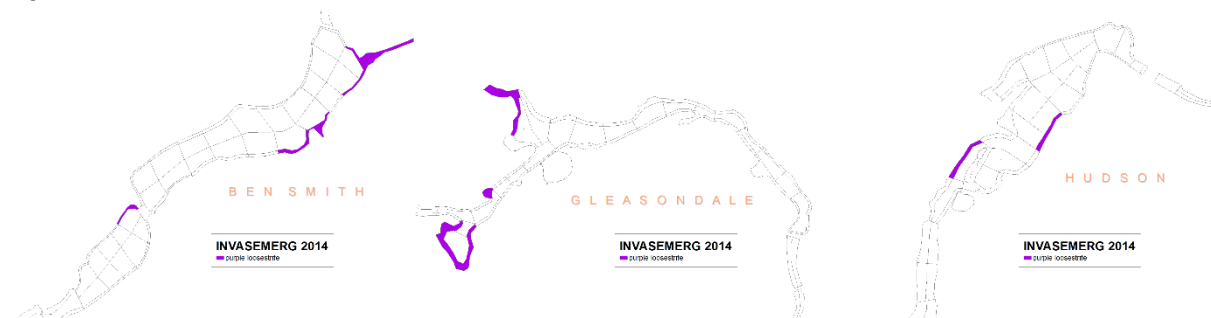 BEN SMITH
INVASEMERG 2014
purple loosestrife
GLEASONDALE
INVASEMERG 2014
purple loosestrife
HUDSON
INVASEMERG 2014
purple loosestrife